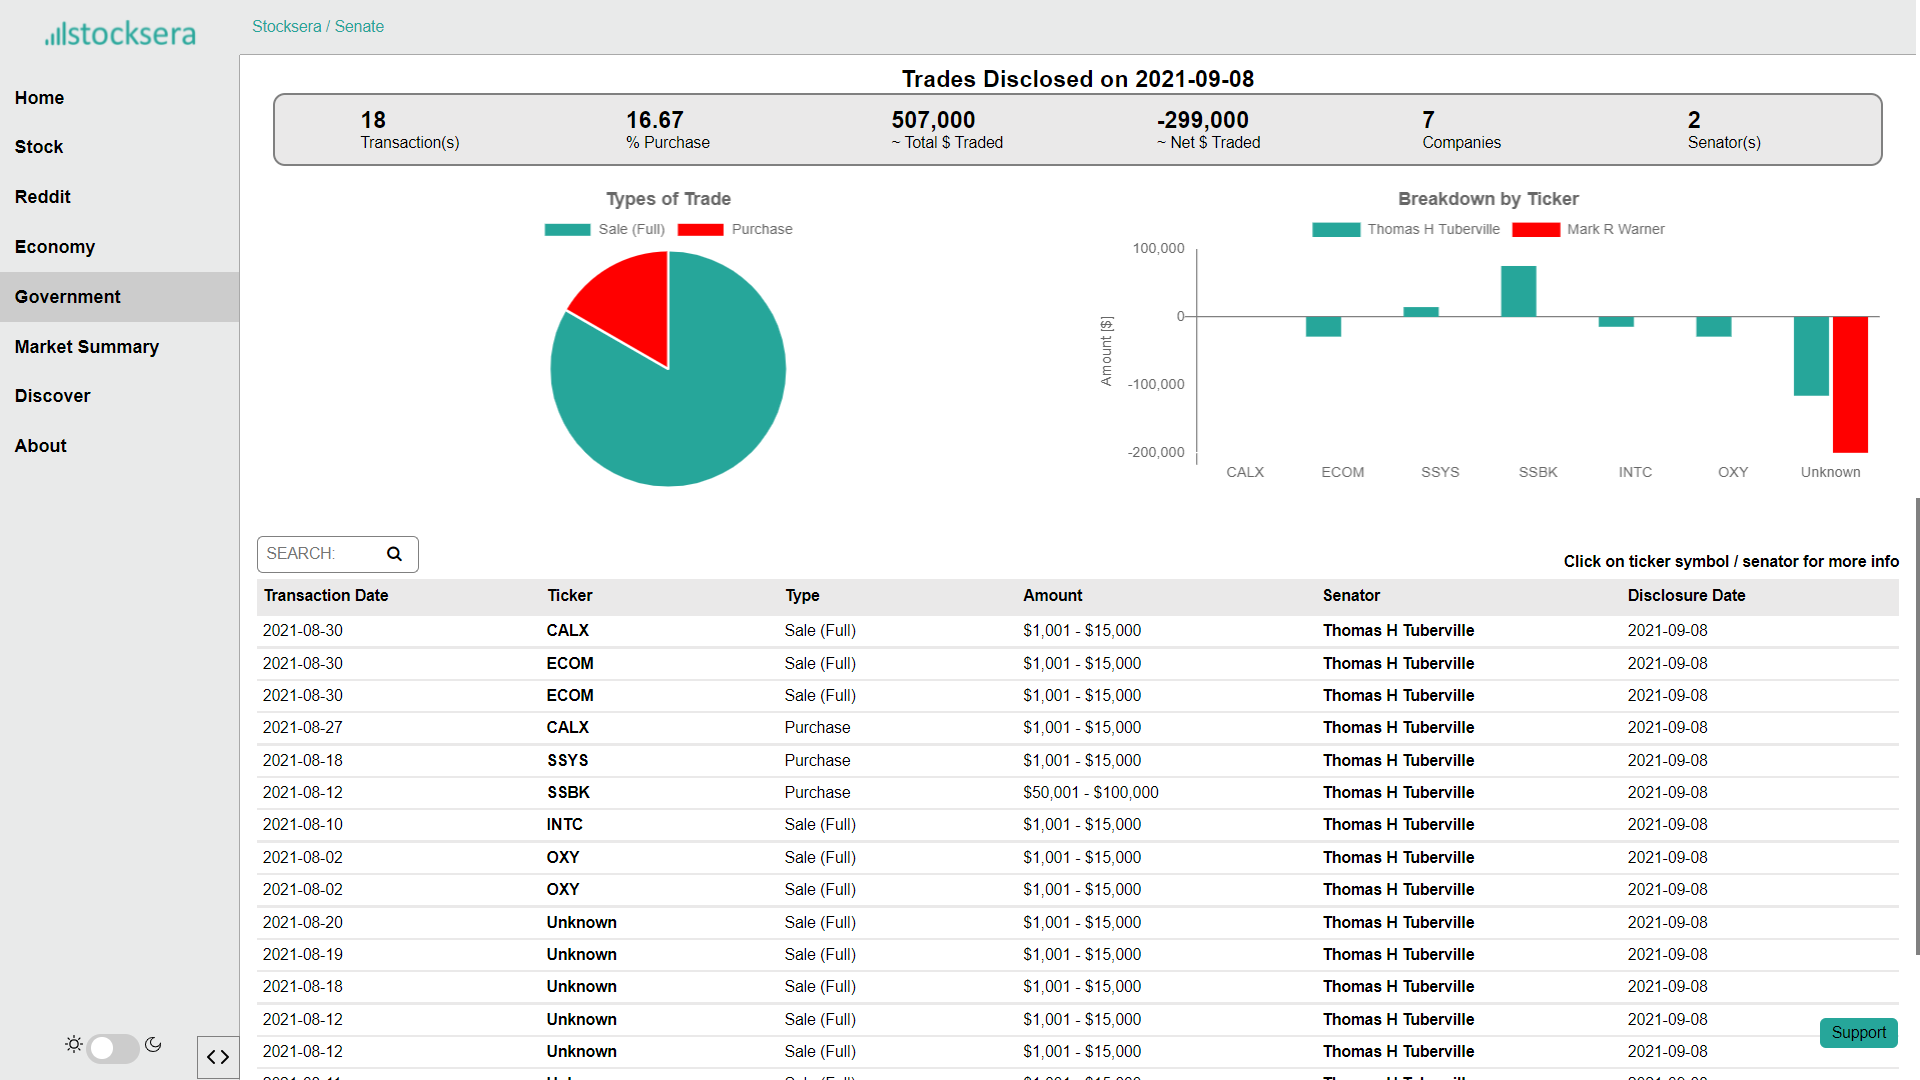 stocksera
Stocksera / Senate
Home
Stock
Reddit
Economy
Government
Market Summary
Discover
About
Trades Disclosed on 2021-09-08
18 16.67 507,000 -299,000 7 2
Transaction(s) % Purchase ~ Total $ Traded ~ Net $ Traded Companies Senator(s)
Types of Trade
Sale (Full) Purchase
Breakdown by Ticker
Thomas H Tuberville Mark R Warner
100,000
0
-100,000
-200,000
Amount [$]
CALX ECOM SSYS SSBK INTC OXY Unknown
SEARCH:
Click on ticker symbol / senator for more info
Transaction Date Ticker Type Amount Senator Disclosure Date
2021-08-30 CALX Sale (Full) $1,001 - $15,000 Thomas H Tuberville 2021-09-08
2021-08-30 ECOM Sale (Full) $1,001 - $15,000 Thomas H Tuberville 2021-09-08
2021-08-30 ECOM Sale (Full) $1,001 - $15,000 Thomas H Tuberville 2021-09-08
2021-08-27 CALX Purchase $1,001 - $15,000 Thomas H Tuberville 2021-09-08
2021-08-18 SSYS Purchase $1,001 - $15,000 Thomas H Tuberville 2021-09-08
2021-08-12 SSBK Purchase $50,001 - $100,000 Thomas H Tuberville 2021-09-08
2021-08-10 INTC Sale (Full) $1,001 - $15,000 Thomas H Tuberville 2021-09-08
2021-08-02 OXY Sale (Full) $1,001 - $15,000 Thomas H Tuberville 2021-09-08
2021-08-02 OXY Sale (Full) $1,001 - $15,000 Thomas H Tuberville 2021-09-08
2021-08-20 Unknown Sale (Full) $1,001 - $15,000 Thomas H Tuberville 2021-09-08
2021-08-19 Unknown Sale (Full) $1,001 - $15,000 Thomas H Tuberville 2021-09-08
2021-08-18 Unknown Sale (Full) $1,001 - $15,000 Thomas H Tuberville 2021-09-08
2021-08-12 Unknown Sale (Full) $1,001 - $15,000 Thomas H Tuberville 2021-09-08
2021-08-12 Unknown Sale (Full) $1,001 - $15,000 Thomas H Tuberville 2021-09-08
Support